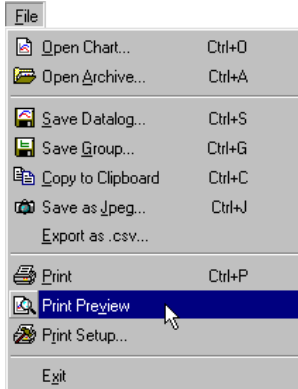 File
Open Chart... Ctrl+O
Open Archive... Ctrl+A
Save Datalog... Ctrl+S
Save Group... Ctrl+G
Copy to Clipboard Ctrl+C
Save as Jpeg... Ctrl+J
Export as .csv...
Print Ctrl+P
Print Preview
Print Setup...
Exit